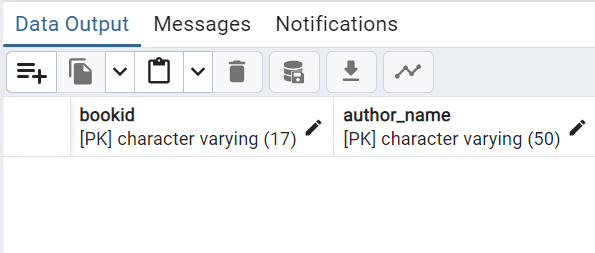 Data Output Messages Notifications
bookid author_name
[PK] character varying (17) [PK] character varying (50)